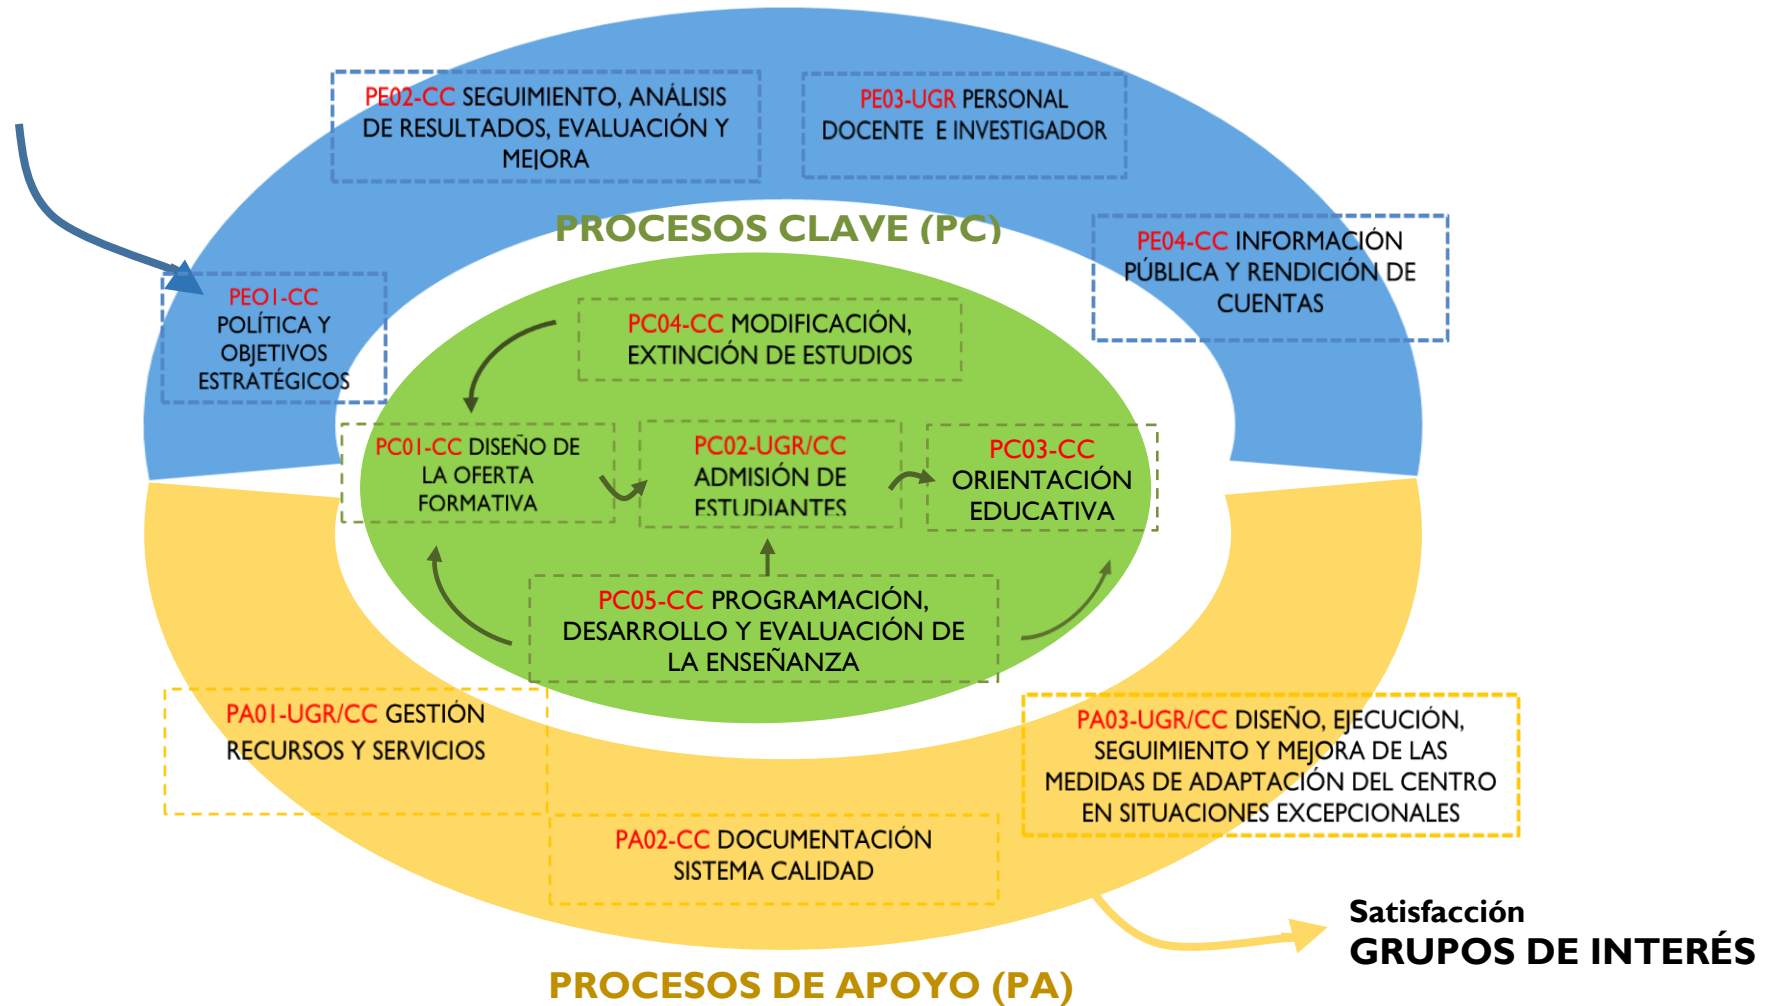 PE02-CC SEGUIMIENTO, ANÁLISIS
DE RESULTADOS, EVALUACIÓN Y
MEJORA
PE03-UGR PERSONAL
DOCENTE E INVESTIGADOR
PROCESOS CLAVE (PC)
PE04-CC INFORMACIÓN
PÚBLICA Y RENDICIÓN DE
CUENTAS
PEO1-CC
POLÍTICA Y
OBJETIVOS
ESTRATÉGICOS
PC04-CC MODIFICACIÓN,
EXTINCIÓN DE ESTUDIOS
PC01-CC DISEÑO DE
LA OFERTA
FORMATIVA
PC02-UGR/CC
ADMISIÓN DE
ESTUDIANTES
PC03-CC
ORIENTACIÓN
EDUCATIVA
PC05-CC PROGRAMACIÓN,
DESARROLLO Y EVALUACIÓN DE
LA ENSEÑANZA
PA01-UGR/CC GESTIÓN
RECURSOS Y SERVICIOS
PA03-UGR/CC DISEÑO, EJECUCIÓN,
SEGUIMIENTO Y MEJORA DE LAS
MEDIDAS DE ADAPTACIÓN DEL CENTRO
EN SITUACIONES EXCEPCIONALES
PA02-CC DOCUMENTACIÓN
SISTEMA CALIDAD
Satisfacción
GRUPOS DE INTERÉS
PROCESOS DE APOYO (PA)